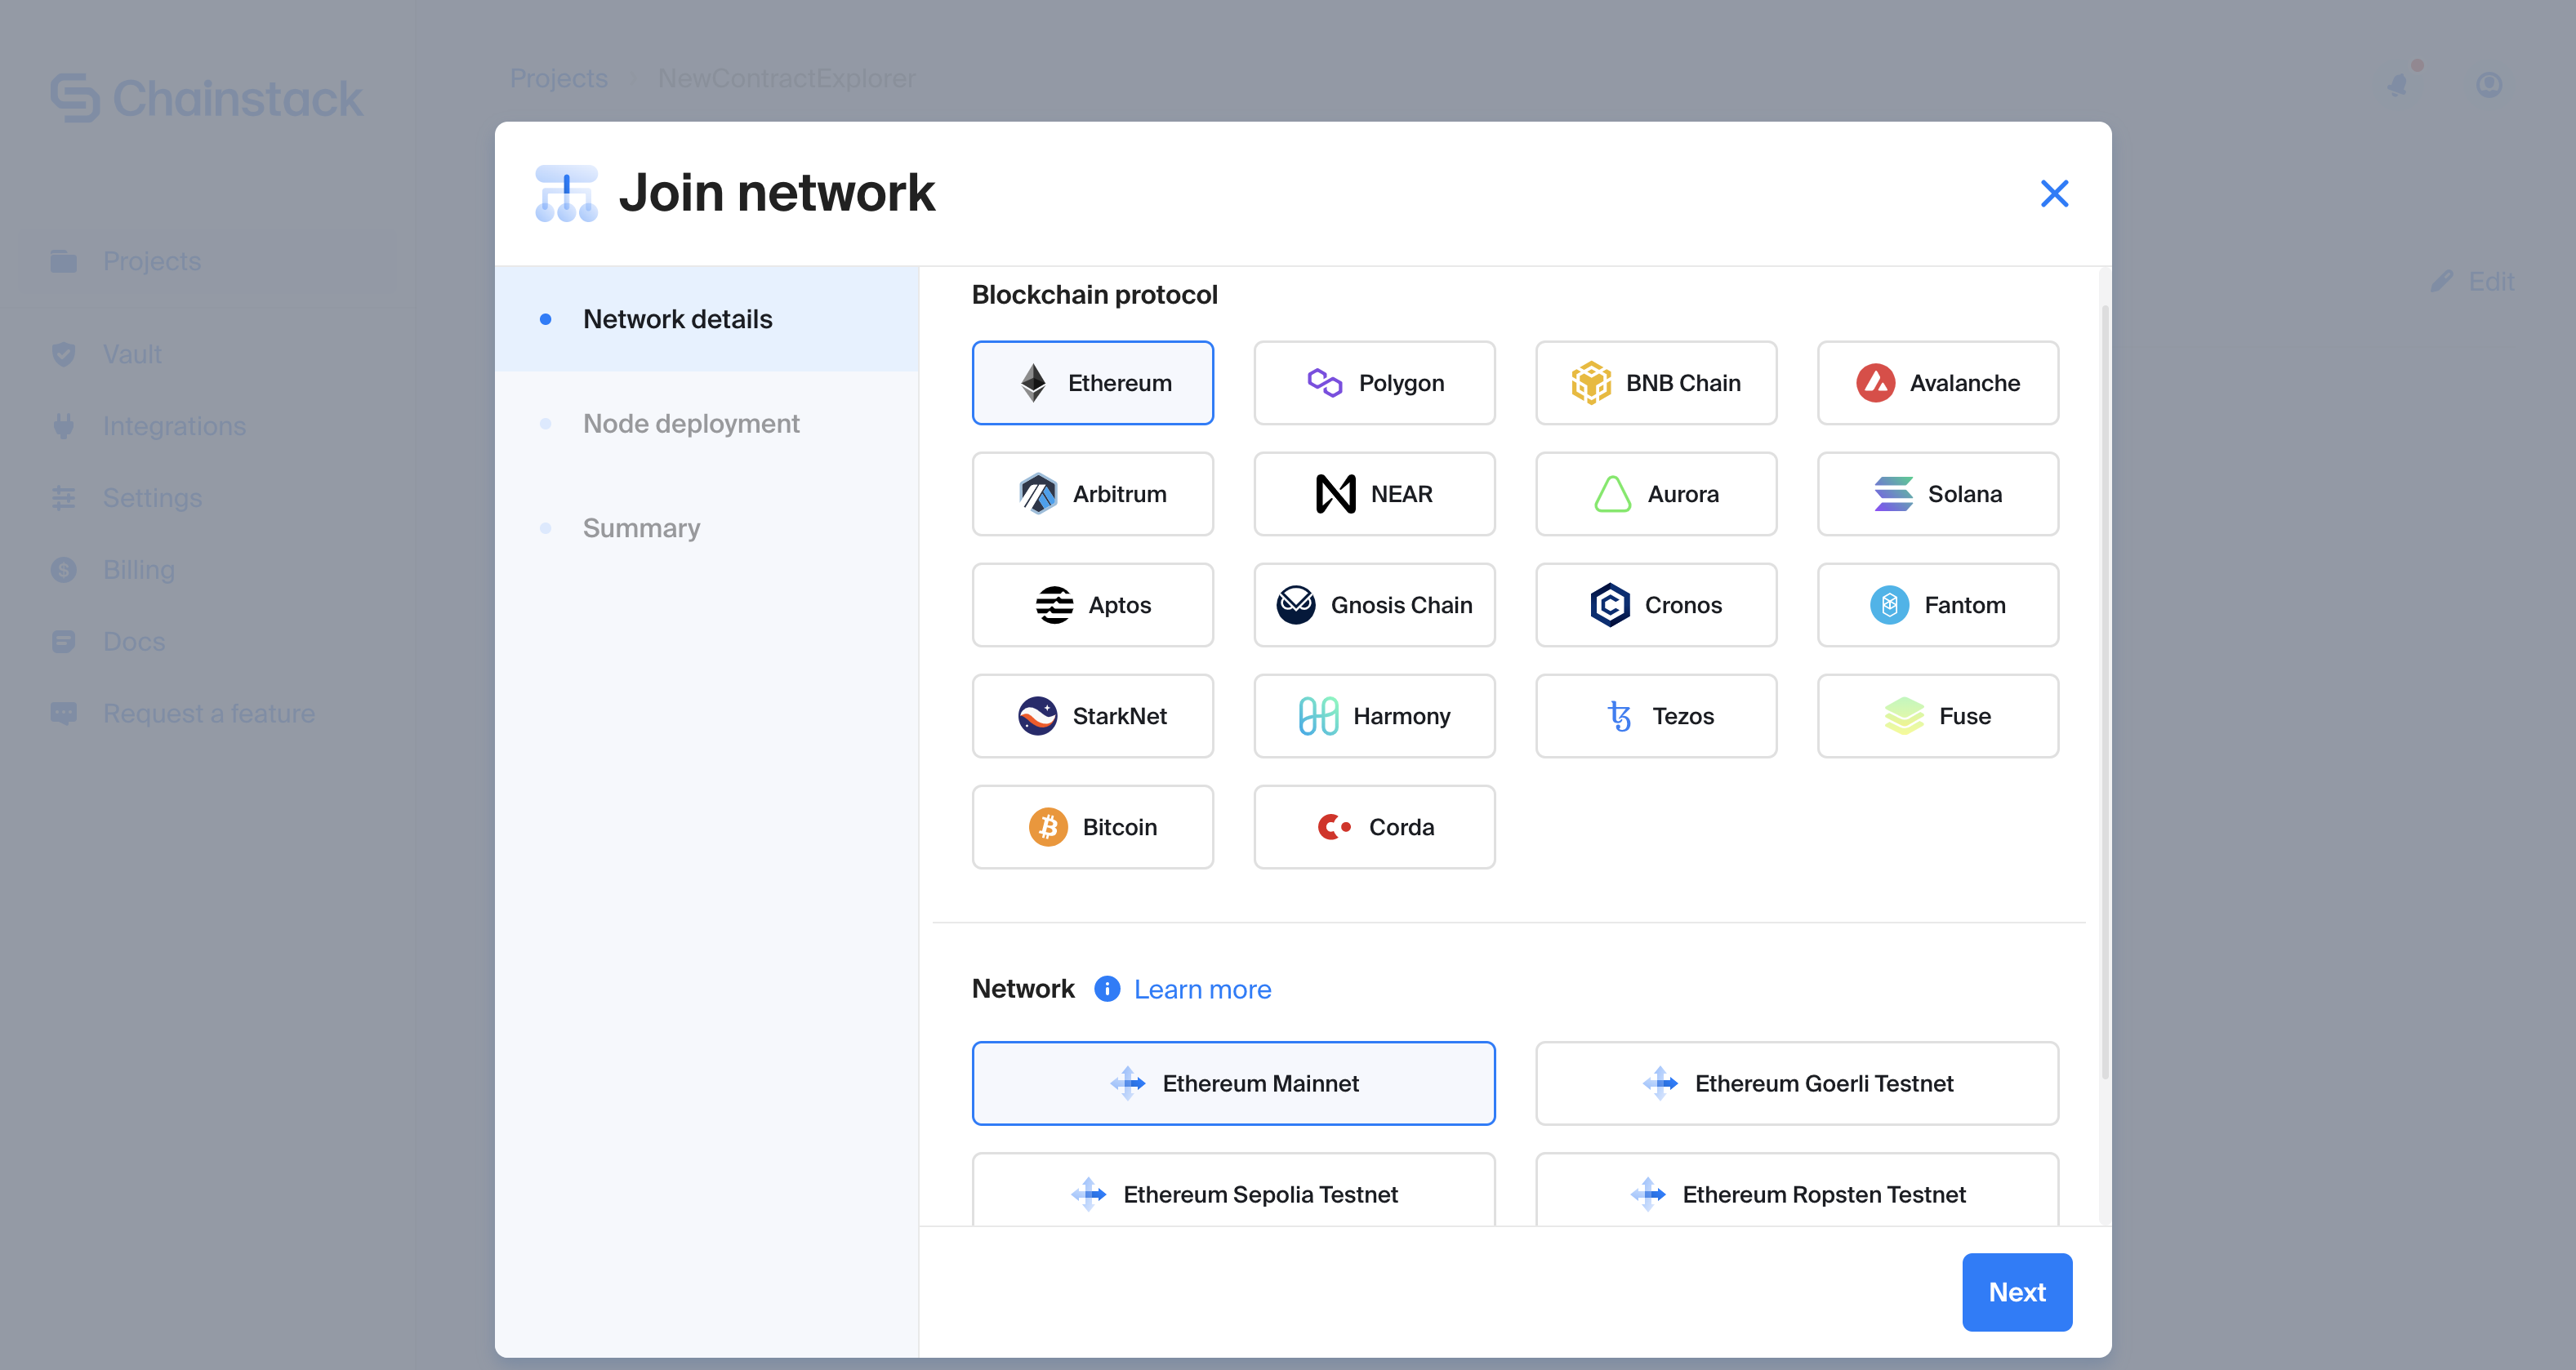 Chainstack
Projects › NewContractExplorer
Projects
Vault
Integrations
Settings
Billing
Docs
Request a feature
Edit
Join network
Network details
Node deployment
Summary
Blockchain protocol
Ethereum Polygon BNB Chain Avalanche
Arbitrum NEAR Aurora Solana
Aptos Gnosis Chain Cronos Fantom
StarkNet Harmony Tezos Fuse
Bitcoin Corda
Network Learn more
Ethereum Mainnet Ethereum Goerli Testnet
Ethereum Sepolia Testnet Ethereum Ropsten Testnet
Next